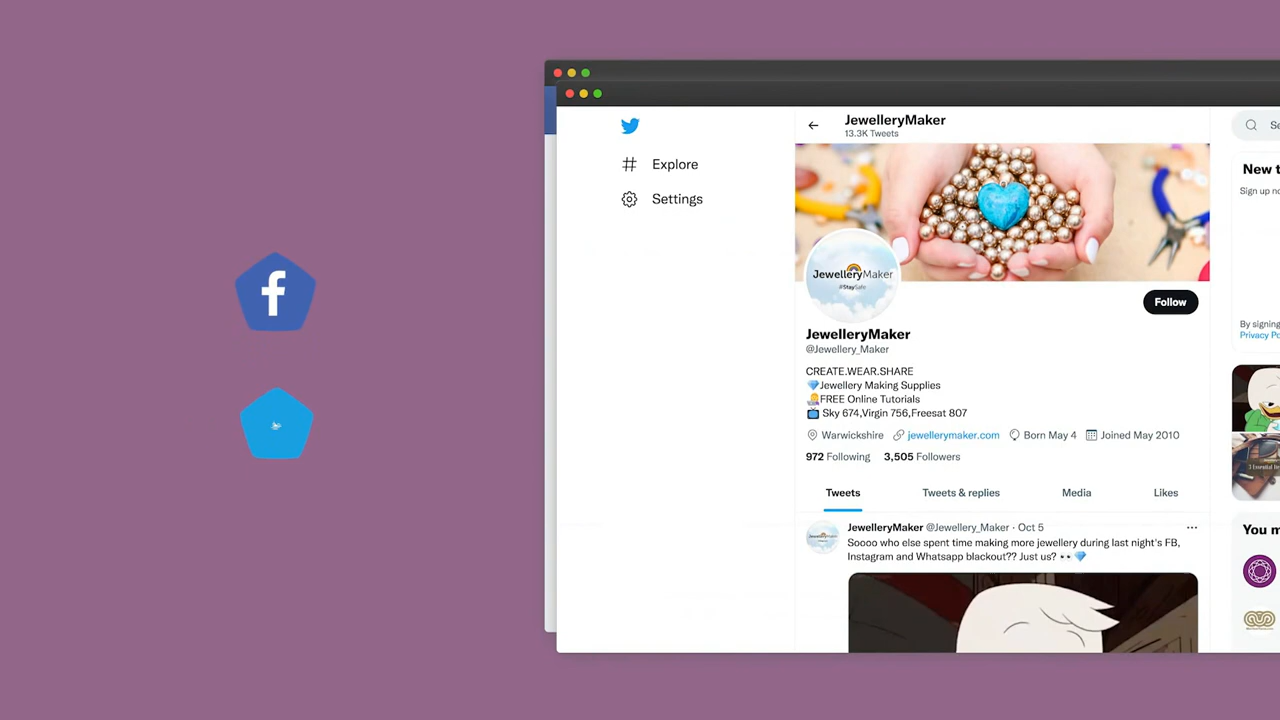 JewelleryMaker
13.3K Tweets
Explore
Settings
Se
New t
Sign up no
JewelleryMaker
#StaySafe
Follow
By signing
Privacy Po
JewelleryMaker
@Jewellery_Maker
CREATE.WEAR.SHARE
💎Jewellery Making Supplies
FREE Online Tutorials
📺 Sky 674,Virgin 756,Freesat 807
Warwickshire jewellerymaker.com Born May 4 Joined May 2010
972 Following 3,505 Followers
Tweets Tweets & replies Media Likes
You m
JewelleryMaker @Jewellery_Maker · Oct 5
Soooo who else spent time making more jewellery during last night's FB,
Instagram and Whatsapp blackout?? Just us? 👀💎